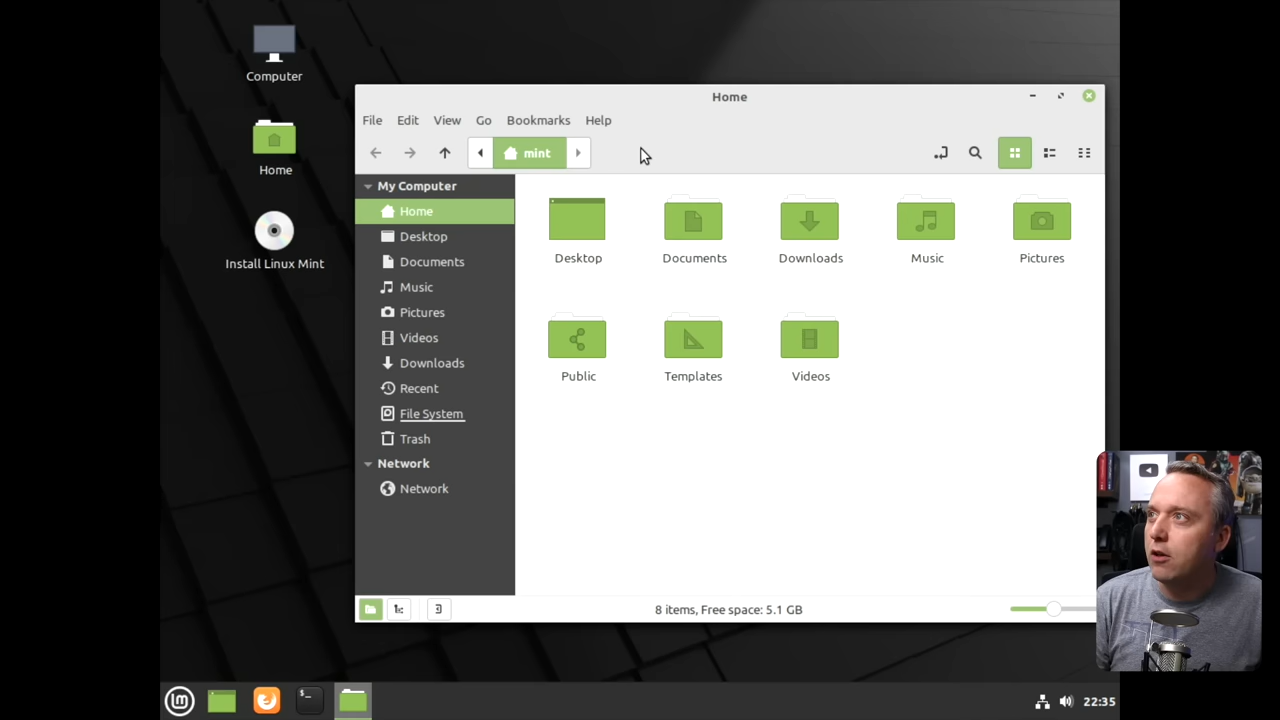 Computer
Home
Install Linux Mint
Home
File Edit View Go Bookmarks Help
mint
My Computer
Home
Desktop
Documents
Music
Pictures
Videos
Downloads
Recent
File System
Trash
Network
Network
Desktop Documents Downloads Music Pictures
Public Templates Videos
8 items, Free space: 5.1 GB
22:35